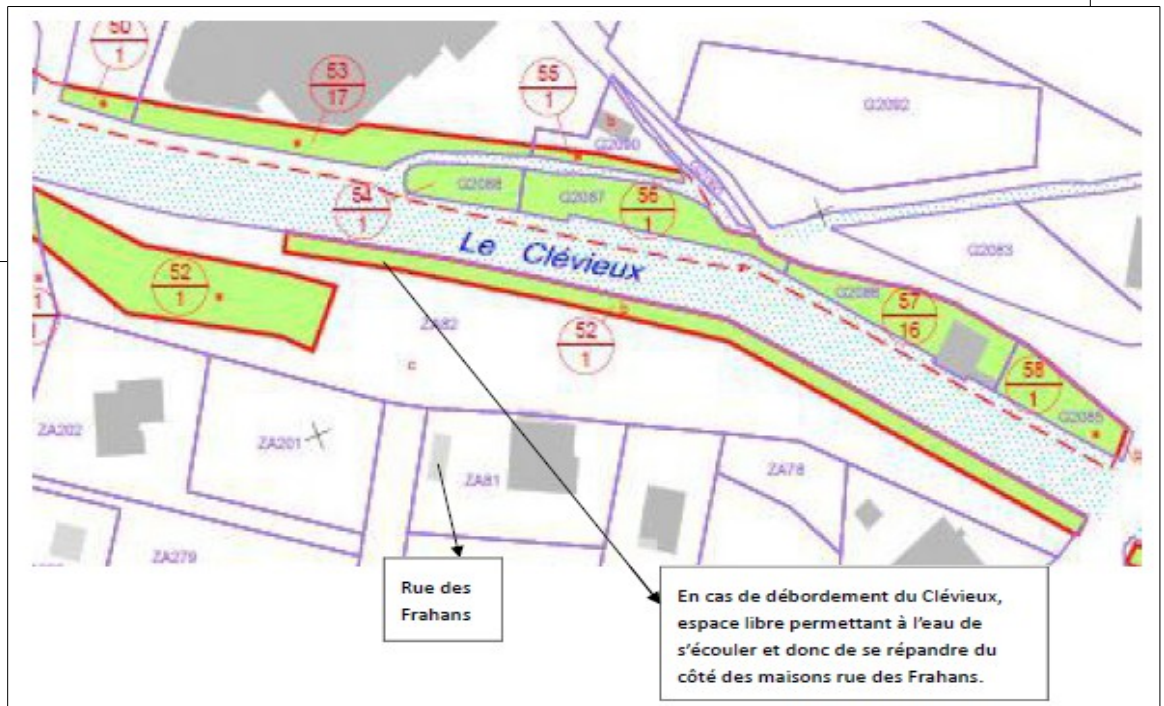 50
1
53
17
55
1
b
G2090
G2092
54
1
G2087
56
1
Le Clévieux
G2083
52
1
ZA82
b
52
1
c
57
16
58
1
G2085
ZA202
ZA201
ZA81
ZA78
ZA279
Rue des
Frahans
En cas de débordement du Clévieux,
espace libre permettant à l'eau de
s'écouler et donc de se répandre du
côté des maisons rue des Frahans.